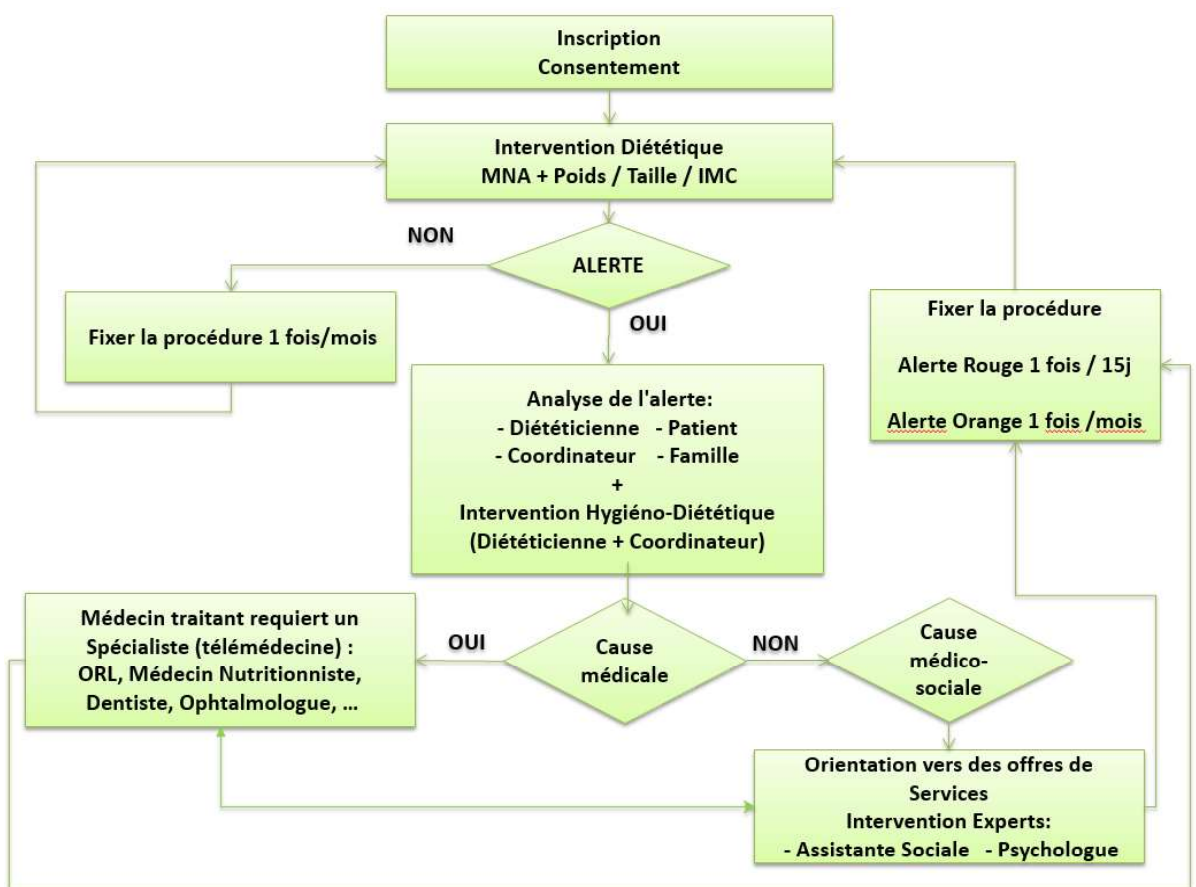 Inscription
Consentement
Intervention Diététique
MNA + Poids / Taille / IMC
NON
ALERTE
OUI
Fixer la procédure 1 fois/mois
Fixer la procédure
Alerte Rouge 1 fois / 15j
Alerte Orange 1 fois /mois
Analyse de l'alerte:
- Diététicienne - Patient
- Coordinateur - Famille
+
Intervention Hygiéno-Diététique
(Diététicienne + Coordinateur)
Médecin traitant requiert un
Spécialiste (télémédecine) :
ORL, Médecin Nutritionniste,
Dentiste, Ophtalmologue, ...
OUI
Cause
médicale
NON
Cause
médico-
sociale
Orientation vers des offres de
Services
Intervention Experts:
- Assistante Sociale - Psychologue